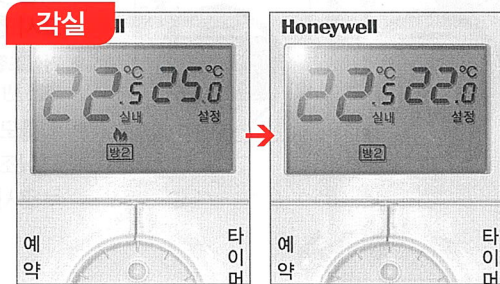 각실
ll
Honeywell
22.5 °C 25.0 °C
실내 설정
방2
22.5 °C 22.0 °C
실내 설정
방2
예약
타이머
예약
타이머